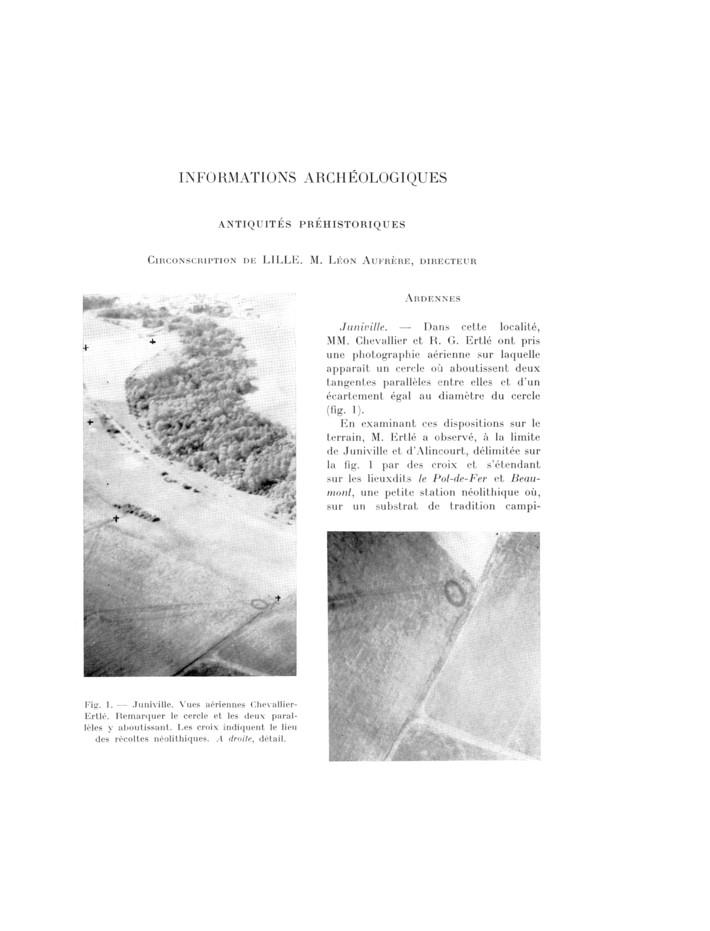 INFORMATIONS ARCHÉOLOGIQUES
ANTIQUITÉS PRÉHISTORIQUES
Circonscription de LILLE. M. Léon Aufrère, directeur
Ardennes
Juniville. — Dans cette localité,
MM. Chevallier et R. G. Ertlé ont pris
une photographie aérienne sur laquelle
apparaît un cercle où aboutissent deux
tangentes parallèles entre elles et d'un
écartement égal au diamètre du cercle
(fig. 1).
En examinant ces dispositions sur le
terrain, M. Ertlé a observé, à la limite
de Juniville et d'Alincourt, délimitée sur
la fig. 1 par des croix et s'étendant
sur les lieuxdits le Pol-de-Fer et Beau-
mont, une petite station néolithique où,
sur un substrat de tradition campi-
Fig. 1. — Juniville. Vues aériennes Chevallier-
Ertlé. Remarquer le cercle et les deux paral-
lèles y aboutissant. Les croix indiquent le lieu
des récoltes néolithiques. A droite, détail.